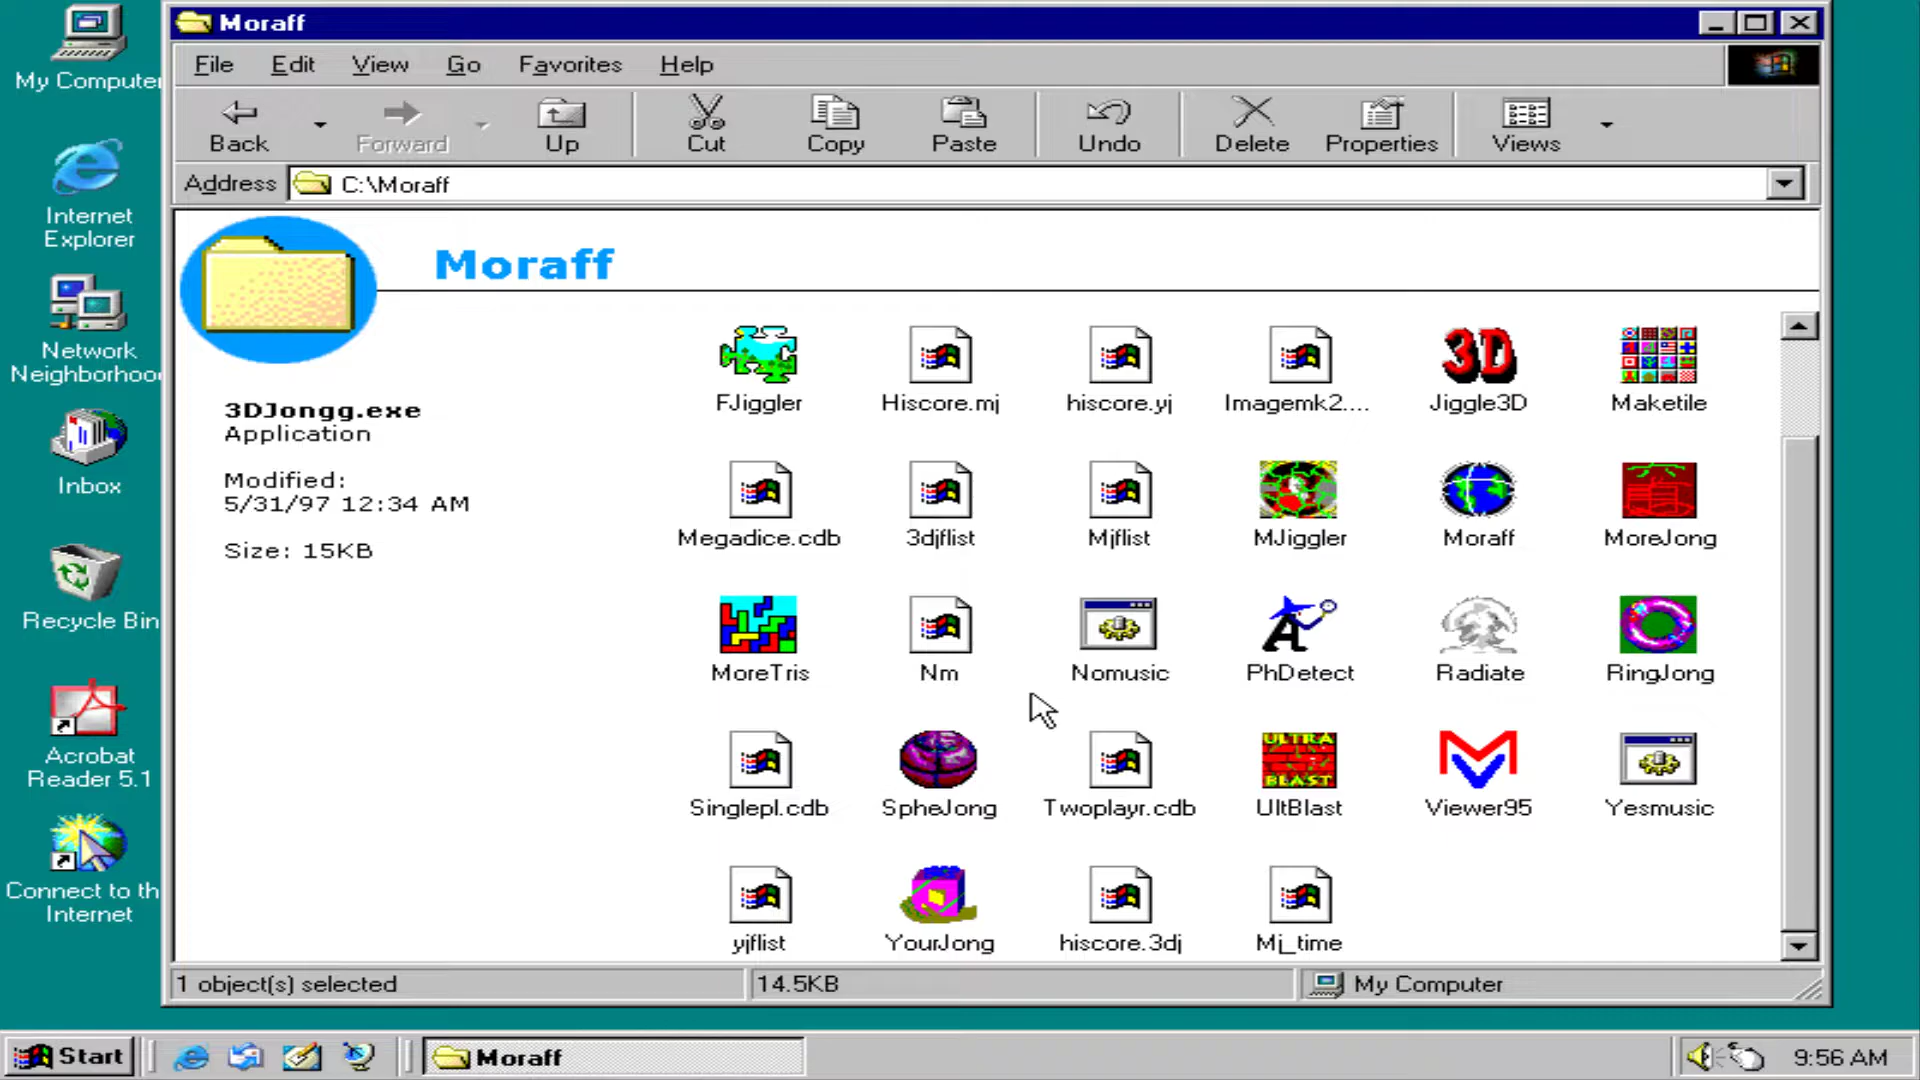 My Computer
Internet
Explorer
Network
Neighborhoo
Inbox
Recycle Bin
Acrobat
Reader 5.1
Connect to th
Internet
Moraff
File Edit View Go Favorites Help
Back Forward Up Cut Copy Paste Undo Delete Properties Views
Address C:\Moraff
Moraff
3DJongg.exe
Application
Modified:
5/31/97 12:34 AM
Size: 15KB
FJiggler Hiscore.mj hiscore.yj Imagemk2.... Jiggle3D Maketile
3D
Megadice.cdb 3djflist Mjflist MJiggler Moraff MoreJong
MoreTris Nm Nomusic PhDetect Radiate RingJong
ULTRA
BLAST
Singlepl.cdb SpheJong Twoplayr.cdb UltBlast Viewer95 Yesmusic
yjflist YourJong hiscore.3dj Mj_time
1 object(s) selected 14.5KB My Computer
Start Moraff 9:56 AM